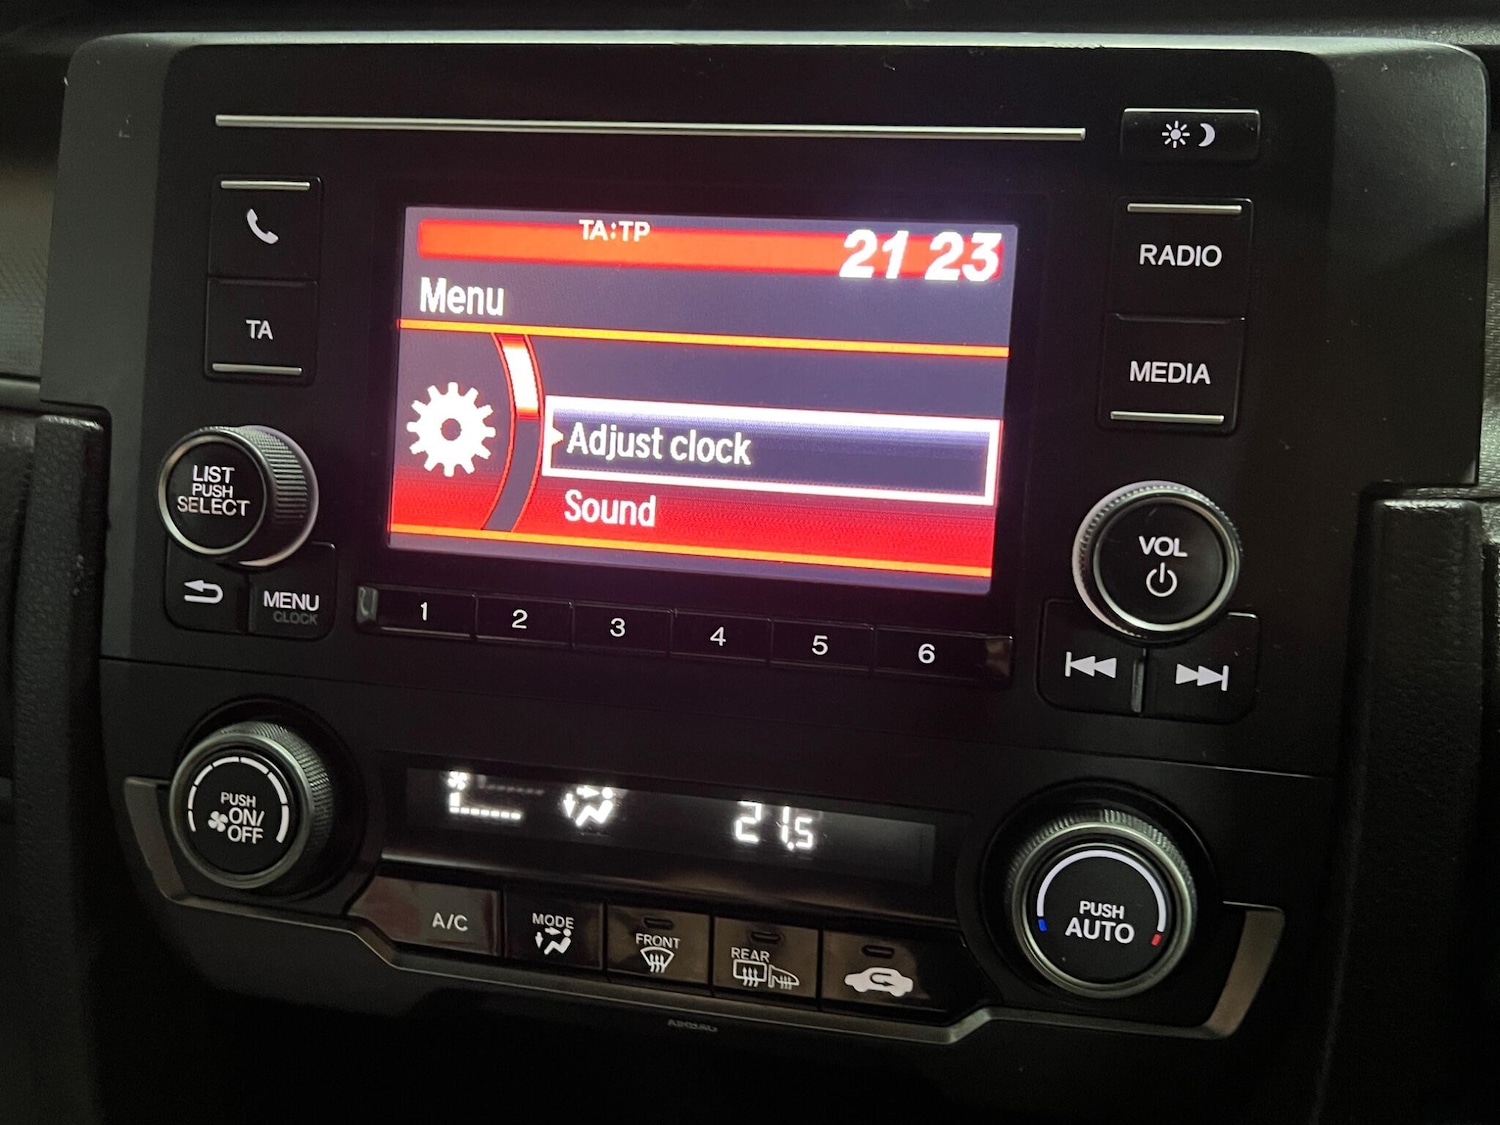 TA:TP
21 23
Menu
Adjust clock
Sound
TA
LIST
PUSH
SELECT
MENU
CLOCK
RADIO
MEDIA
VOL
1 2 3 4 5 6
PUSH
ON/
OFF
21.5
A/C
MODE
FRONT
REAR
PUSH
AUTO
AIRBAG